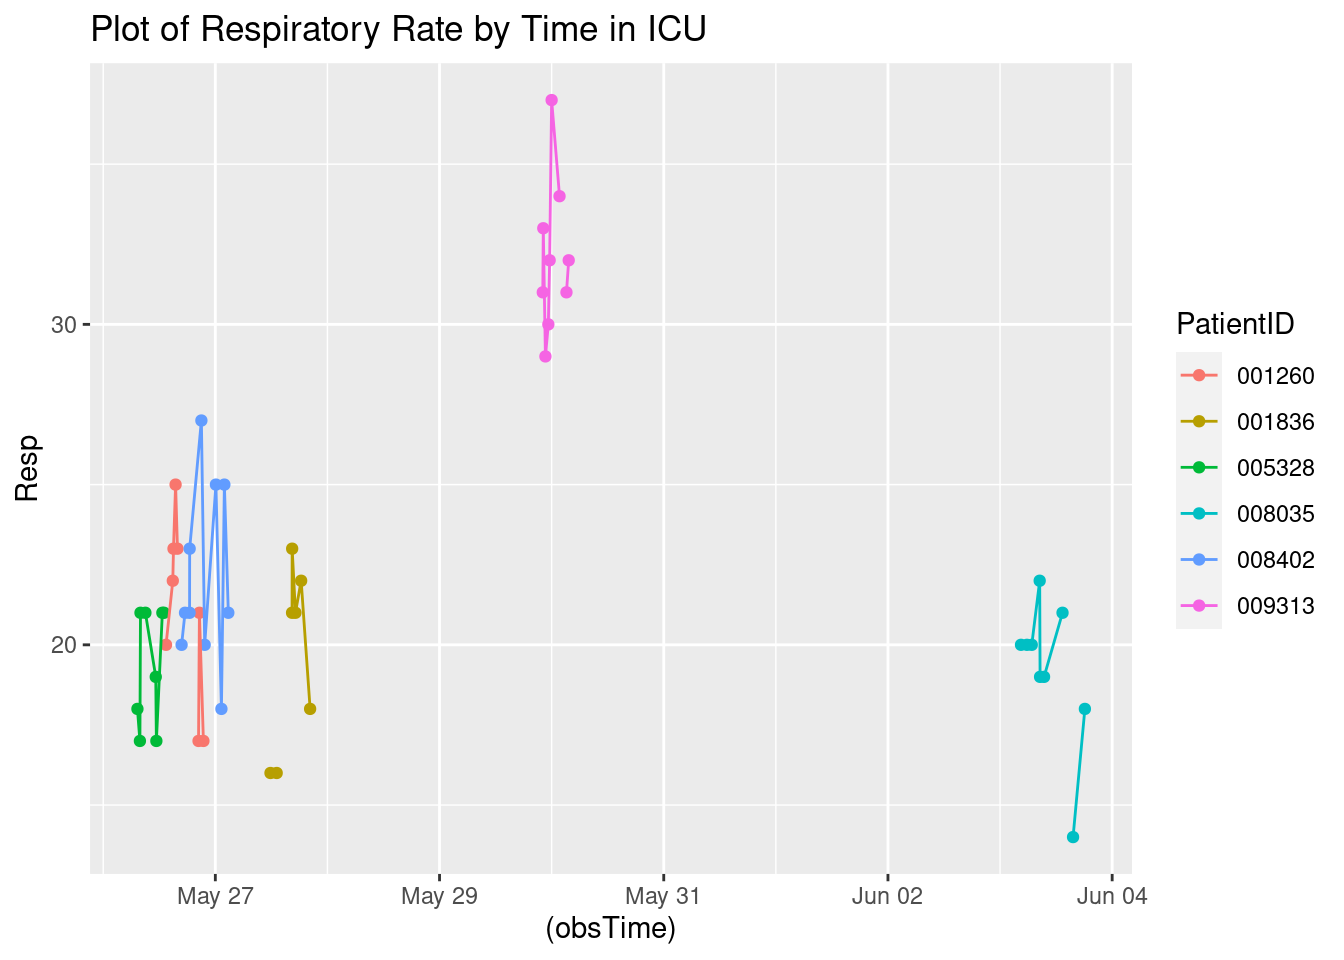 Plot of Respiratory Rate by Time in ICU
Resp
30
20
May 27
May 29
May 31
Jun 02
Jun 04
(obsTime)
PatientID
001260
001836
005328
008035
008402
009313